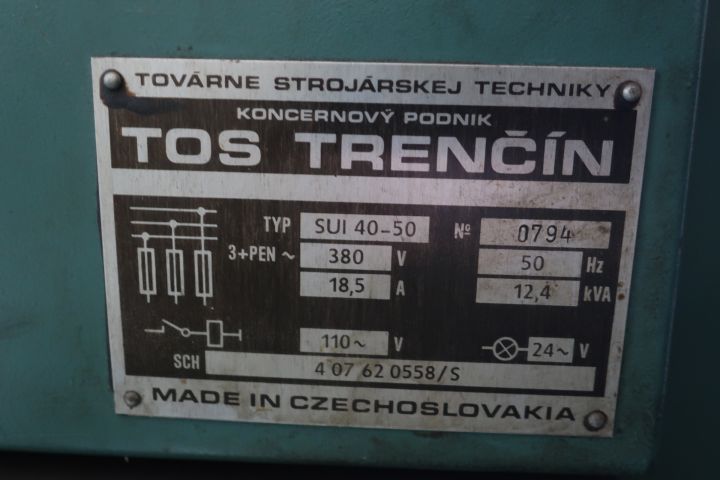 TOVÁRNE STROJÁRSKEJ TECHNIKY
KONCERNOVÝ PODNIK
TOS TRENČÍN
TYP SUI 40-50 Nº 0794
3+PEN ~ 380 V 50 Hz
18,5 A 12,4 kVA
110~ V 24~ V
SCH 4 07 62 0558/S
MADE IN CZECHOSLOVAKIA